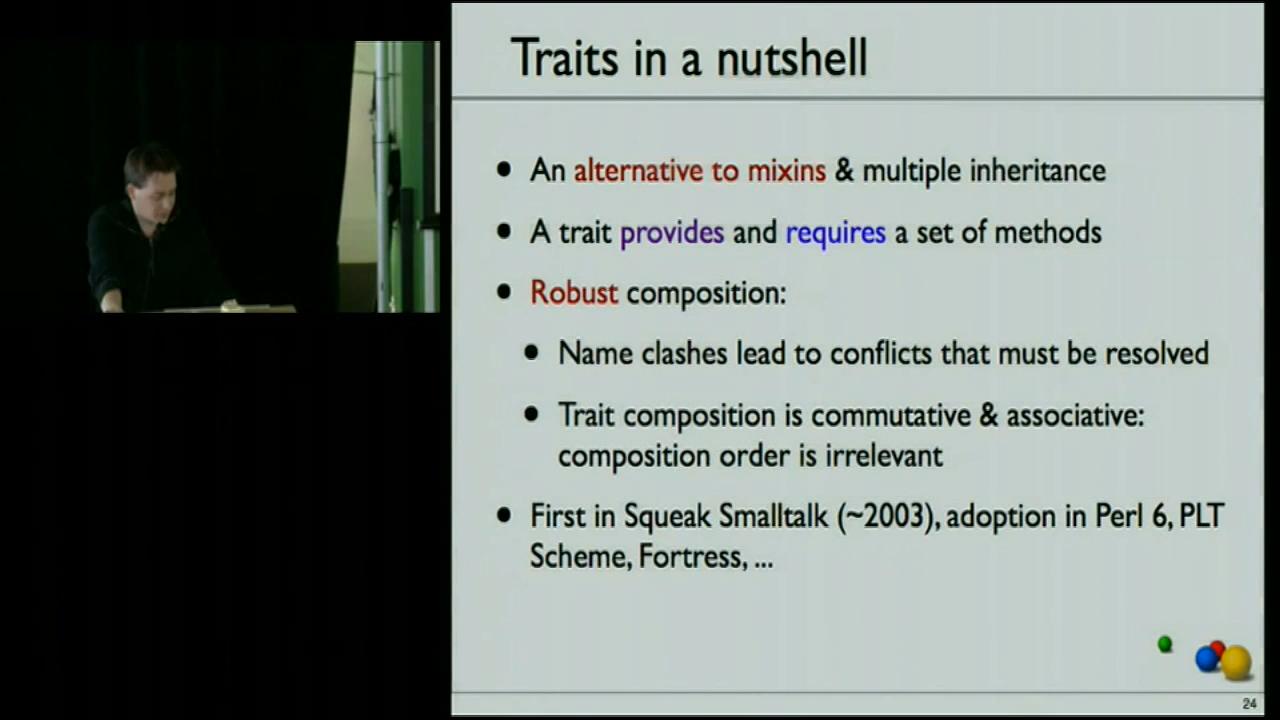 Traits in a nutshell
• An alternative to mixins & multiple inheritance
• A trait provides and requires a set of methods
• Robust composition:
• Name clashes lead to conflicts that must be resolved
• Trait composition is commutative & associative:
composition order is irrelevant
• First in Squeak Smalltalk (~2003), adoption in Perl 6, PLT
Scheme, Fortress, ...
24